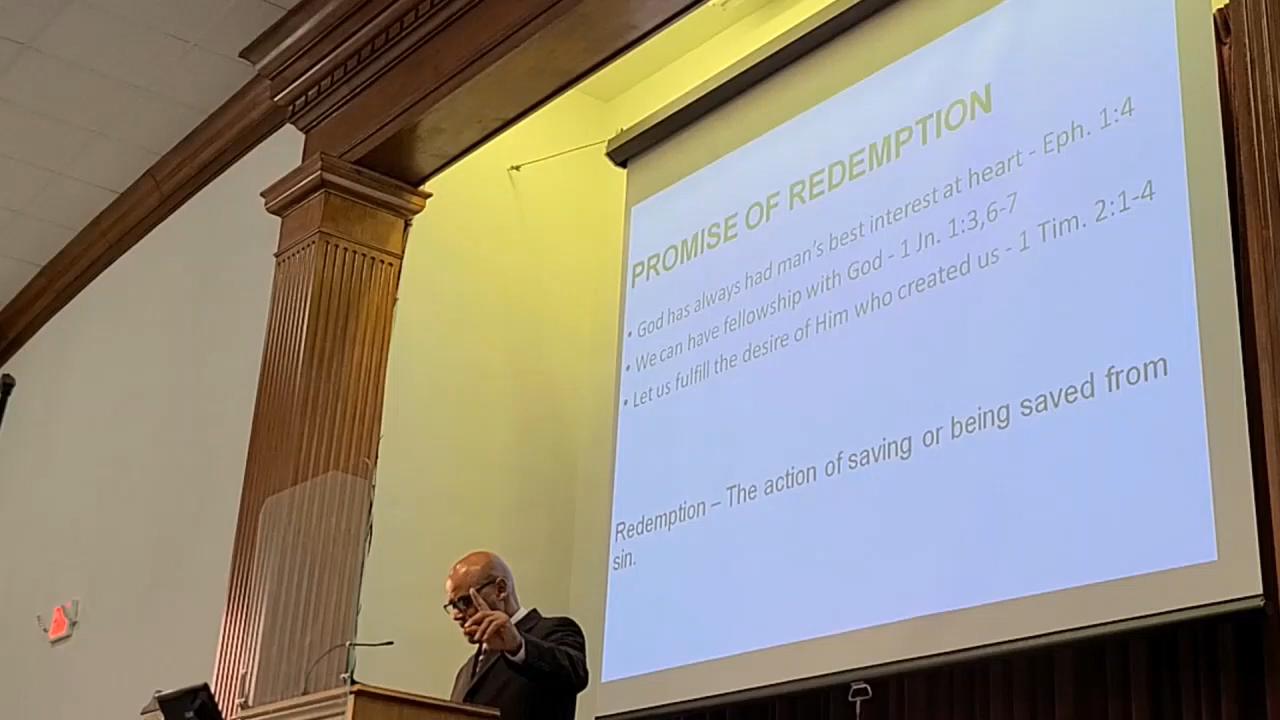 PROMISE OF REDEMPTION
• God has always had man's best interest at heart - Eph. 1:4
• We can have fellowship with God - 1 Jn. 1:3,6-7
• Let us fulfill the desire of Him who created us - 1 Tim. 2:1-4
Redemption – The action of saving or being saved from
sin.